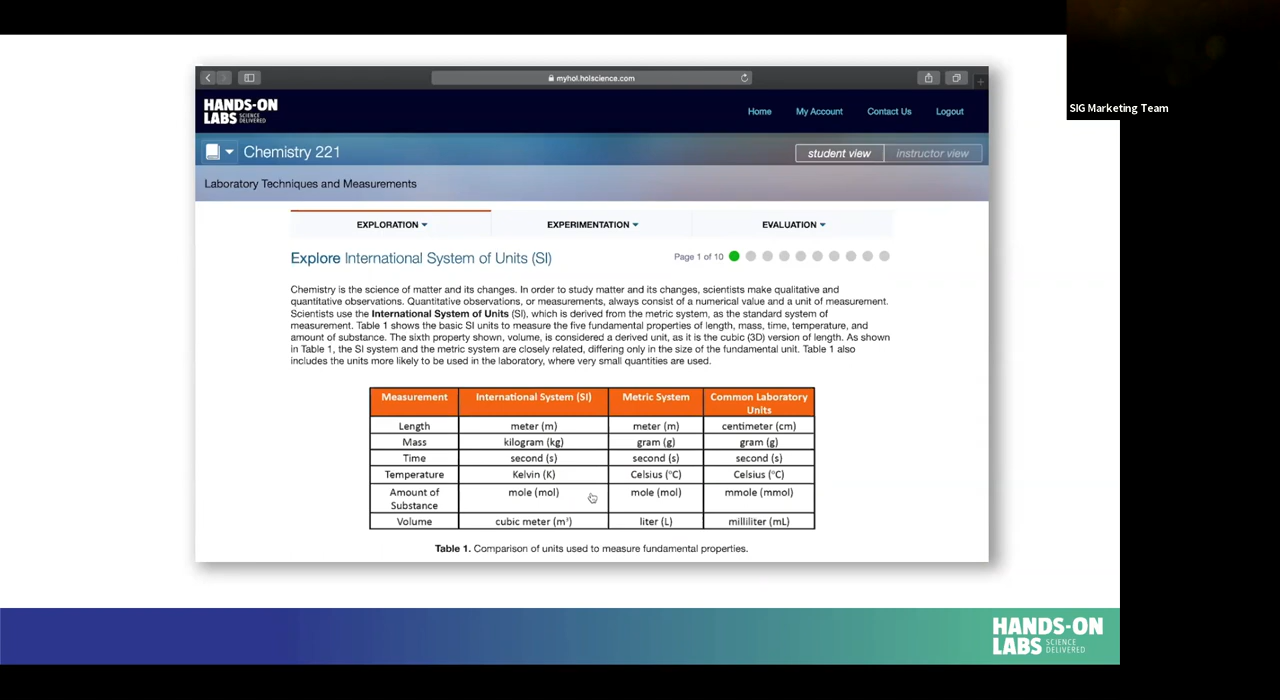 SIG Marketing Team
myhol.holscience.com
HANDS-ON
LABS SCIENCE DELIVERED
Home My Account Contact Us Logout
Chemistry 221
student view instructor view
Laboratory Techniques and Measurements
EXPLORATION EXPERIMENTATION EVALUATION
Explore International System of Units (SI)
Page 1 of 10
Chemistry is the science of matter and its changes. In order to study matter and its changes, scientists make qualitative and
quantitative observations. Quantitative observations, or measurements, always consist of a numerical value and a unit of measurement.
Scientists use the International System of Units (SI), which is derived from the metric system, as the standard system of
measurement. Table 1 shows the basic SI units to measure the five fundamental properties of length, mass, time, temperature, and
amount of substance. The sixth property shown, volume, is considered a derived unit, as it is the cubic (3D) version of length. As shown
in Table 1, the SI system and the metric system are closely related, differing only in the size of the fundamental unit. Table 1 also
includes the units more likely to be used in the laboratory, where very small quantities are used.
Measurement International System (SI) Metric System Common Laboratory Units
Length meter (m) meter (m) centimeter (cm)
Mass kilogram (kg) gram (g) gram (g)
Time second (s) second (s) second (s)
Temperature Kelvin (K) Celsius (°C) Celsius (°C)
Amount of Substance mole (mol) mole (mol) mmole (mmol)
Volume cubic meter (m³) liter (L) milliliter (mL)
Table 1. Comparison of units used to measure fundamental properties.
HANDS-ON
LABS SCIENCE DELIVERED